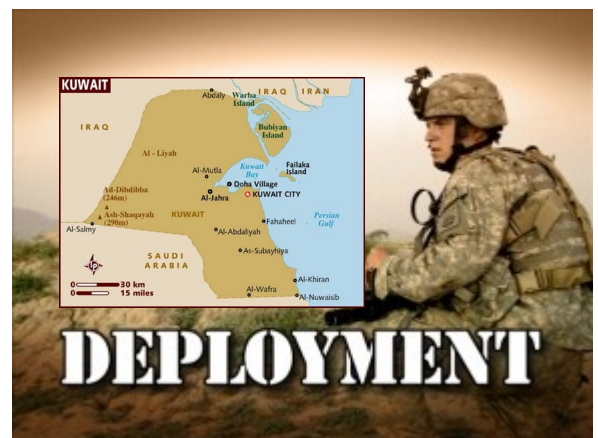 KUWAIT
Abdaly
Warba
Island
IRAQ
IRAN
IRAQ
Bubiyan
Island
Al - Liyah
Kuwait
Bay
Failaka
Island
Al-Mutla
Doha Village
Al-Jahra
KUWAIT CITY
Ad-Dibdibba
(246m)
KUWAIT
Ash-Shaqayah
(290m)
Al-Salmy
Fahaheel
Persian
Gulf
Al-Abdaliyah
As-Subayhiya
SAUDI
ARABIA
Al-Khiran
Al-Wafra
Al-Nuwaisib
0 30 km
0 15 miles
DEPLOYMENT